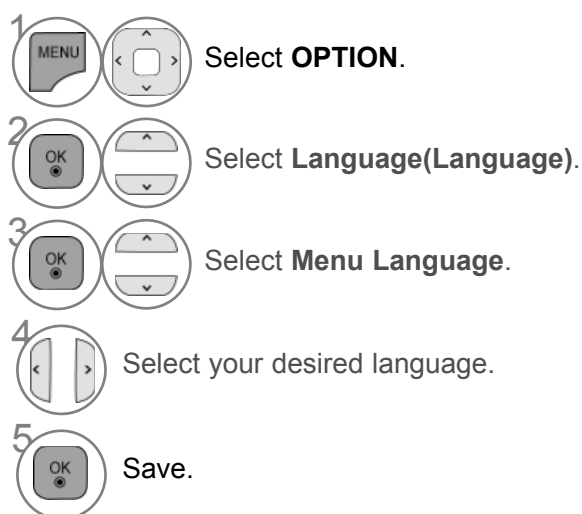 1
MENU
Select OPTION.
2
OK
Select Language(Language).
3
OK
Select Menu Language.
4
Select your desired language.
5
OK
Save.